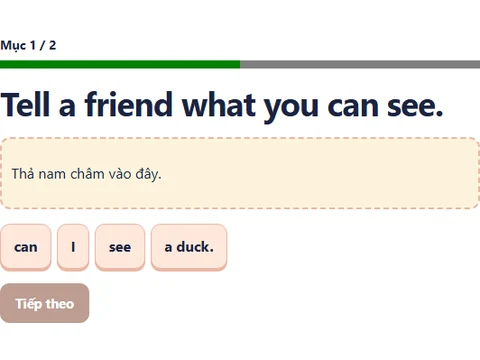 Mục 1 / 2
Tell a friend what you can see.
Thả nam châm vào đây.
can I see a duck.
Tiếp theo